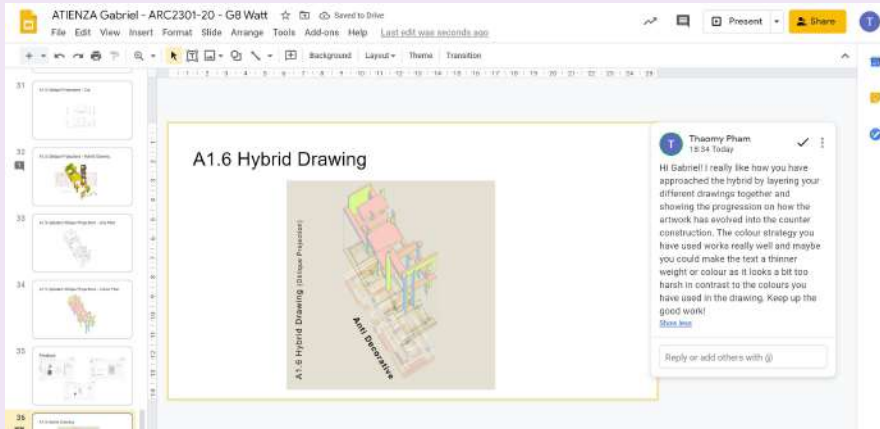 ATIENZA Gabriel - ARC2301-20 - G8 Watt
Saved to Drive
File Edit View Insert Format Slide Arrange Tools Add-ons Help Last edit was seconds ago
Present
Share
T
Background Layout Theme Transition
31
32
33
34
35
36
A1.6 Hybrid Drawing
A1.6 Hybrid Drawing (Oblique Projection)
Anti Decorative
T
Thaomy Pham
18:34 Today
Hi Gabriel! I really like how you have
approached the hybrid by layering your
different drawings together and
showing the progression on how the
artwork has evolved into the counter
construction. The colour strategy you
have used works really well and maybe
you could make the text a thinner
weight or colour as it looks a bit too
harsh in contrast to the colours you
have used in the drawing. Keep up the
good work!
Show less
Reply or add others with @